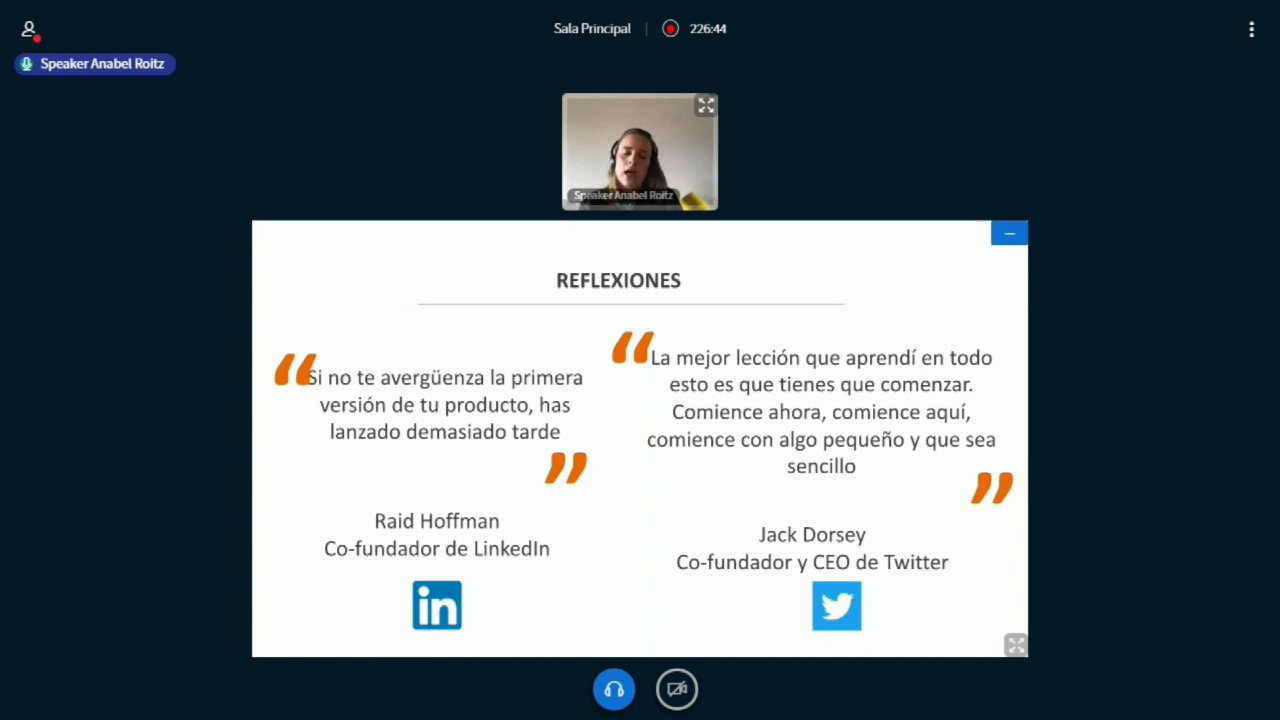 Sala Principal
226:44
Speaker Anabel Roitz
Speaker Anabel Roitz
REFLEXIONES
“Si no te avergüenza la primera
versión de tu producto, has
lanzado demasiado tarde
”
Raid Hoffman
Co-fundador de LinkedIn
in
“La mejor lección que aprendí en todo
esto es que tienes que comenzar.
Comience ahora, comience aquí,
comience con algo pequeño y que sea
sencillo
”
Jack Dorsey
Co-fundador y CEO de Twitter